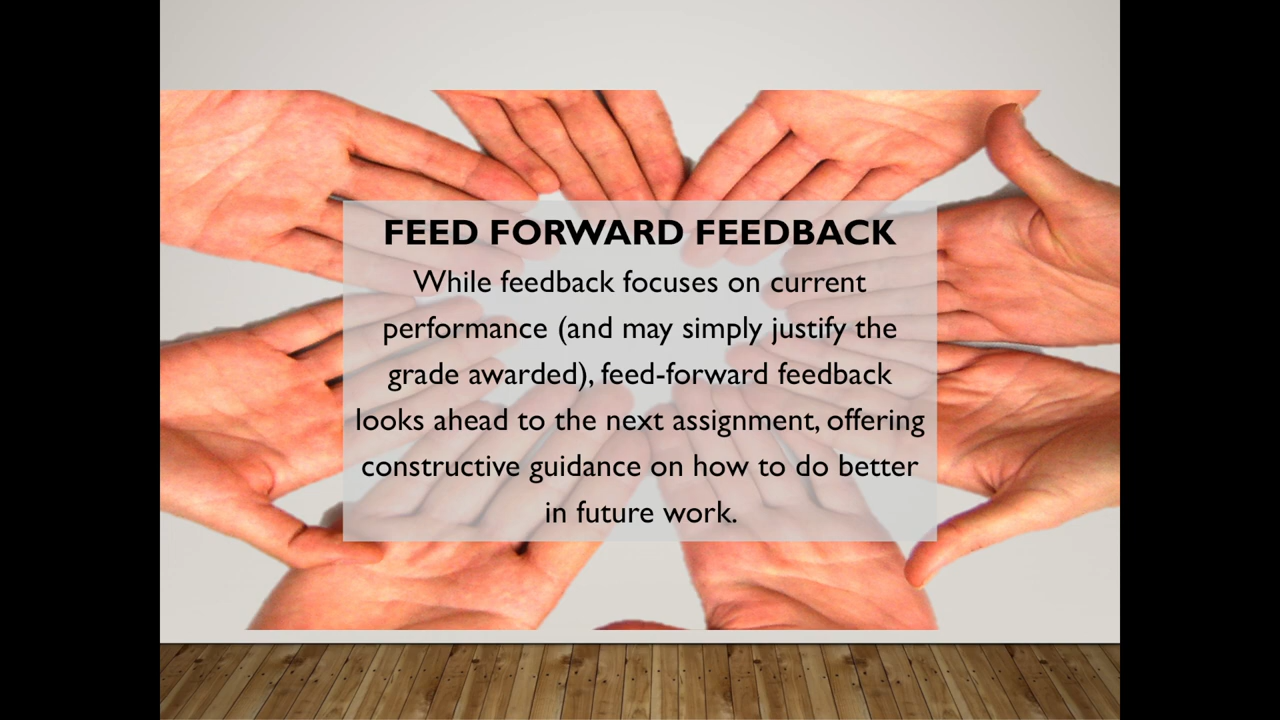 FEED FORWARD FEEDBACK
While feedback focuses on current
performance (and may simply justify the
grade awarded), feed-forward feedback
looks ahead to the next assignment, offering
constructive guidance on how to do better
in future work.